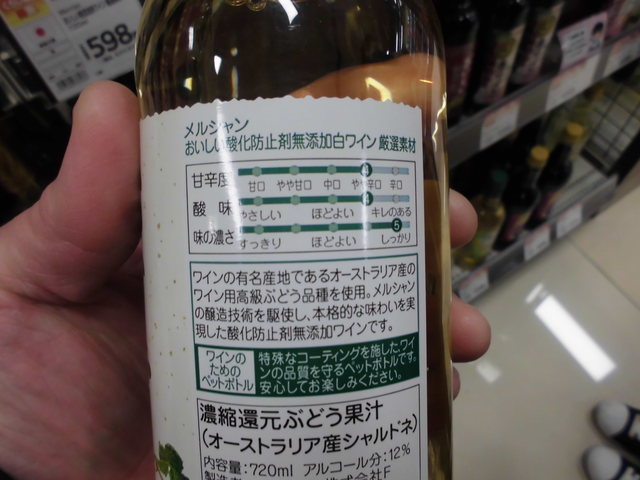 ¥598
メルシャン
おいしい酸化防止剤無添加白ワイン 厳選素材
甘辛度 4
甘口 やや甘口 中口 やや辛口 辛口
酸味 4
やさしい ほどよい キレのある
味の濃さ 5
すっきり ほどよい しっかり
ワインの有名産地であるオーストラリア産の
ワイン用高級ぶどう品種を使用。メルシャン
の醸造技術を駆使し、本格的な味わいを実
現した酸化防止剤無添加ワインです。
ワインの
ための
ペットボトル
特殊なコーティングを施したワイ
ンの品質を守るペットボトルです。
安心してお楽しみください。
濃縮還元ぶどう果汁
(オーストラリア産シャルドネ)
内容量:720ml アルコール分:12%